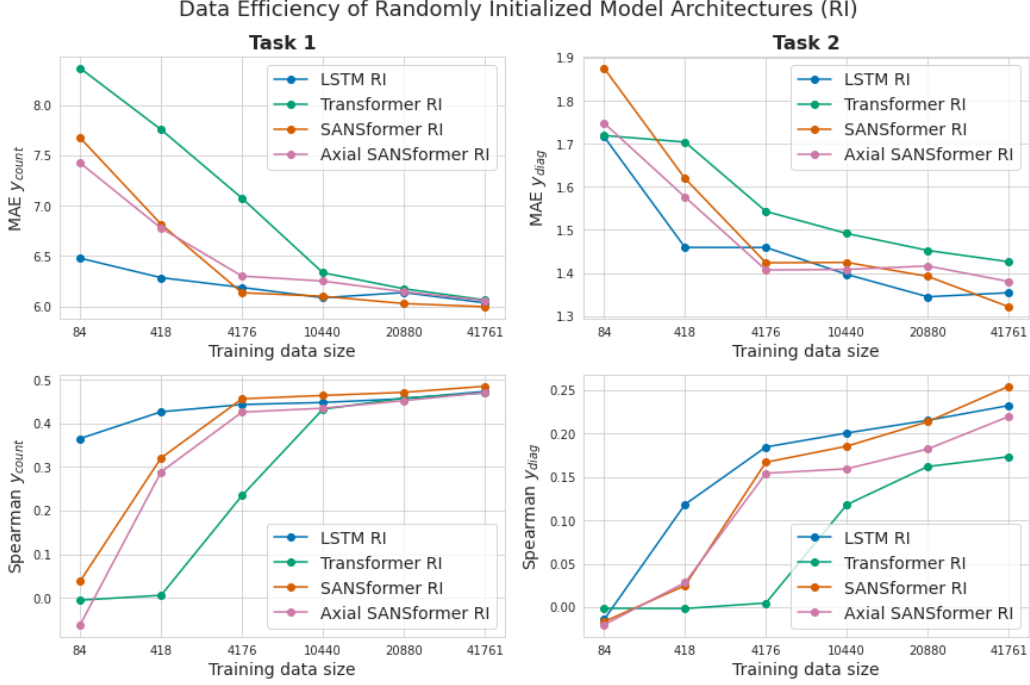 Data Efficiency of Randomly Initialized Model Architectures (RI)
Task 1
MAE y_count
8.0
7.5
7.0
6.5
6.0
LSTM RI
Transformer RI
SANSformer RI
Axial SANSformer RI
84 418 4176 10440 20880 41761
Training data size
Task 2
MAE y_diag
1.9
1.8
1.7
1.6
1.5
1.4
1.3
LSTM RI
Transformer RI
SANSformer RI
Axial SANSformer RI
84 418 4176 10440 20880 41761
Training data size
Spearman y_count
0.5
0.4
0.3
0.2
0.1
0.0
LSTM RI
Transformer RI
SANSformer RI
Axial SANSformer RI
84 418 4176 10440 20880 41761
Training data size
Spearman y_diag
0.25
0.20
0.15
0.10
0.05
0.00
LSTM RI
Transformer RI
SANSformer RI
Axial SANSformer RI
84 418 4176 10440 20880 41761
Training data size